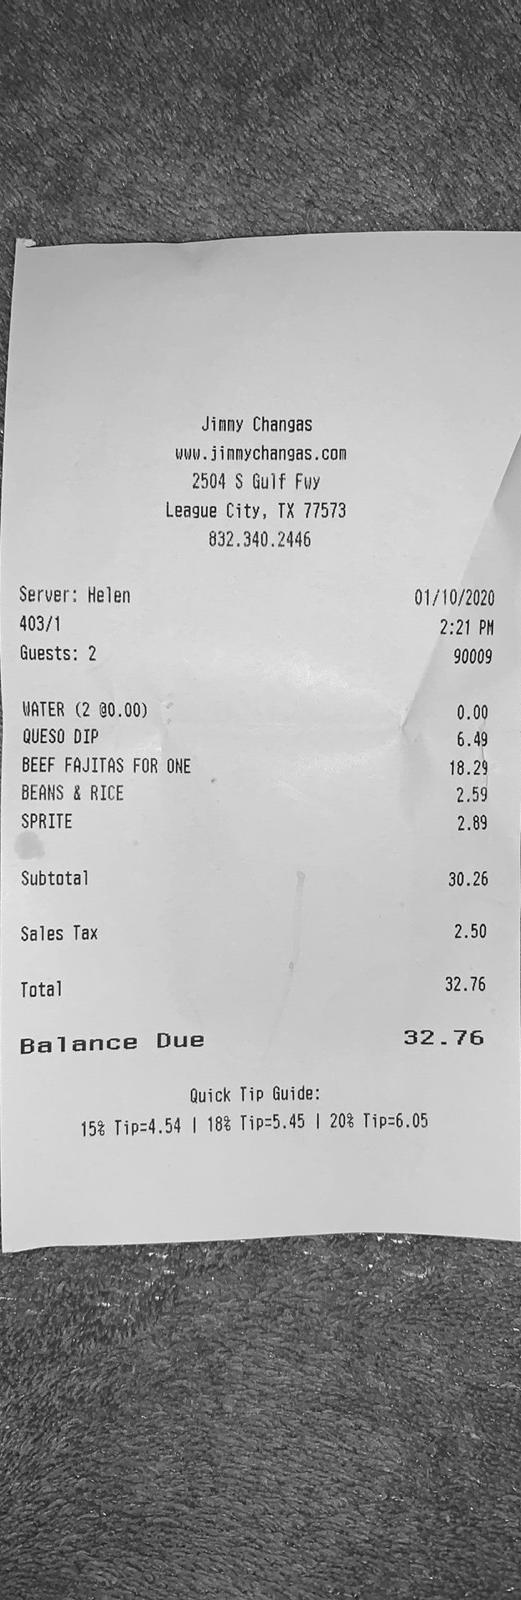 Jimmy Changas
www.jimmychangas.com
2504 S Gulf Fwy
League City, TX 77573
832.340.2446
Server: Helen 01/10/2020
403/1 2:21 PM
Guests: 2 90009
WATER (2 @0.00) 0.00
QUESO DIP 6.49
BEEF FAJITAS FOR ONE 18.29
BEANS & RICE 2.59
SPRITE 2.89
Subtotal 30.26
Sales Tax 2.50
Total 32.76
Balance Due 32.76
Quick Tip Guide:
15% Tip=4.54 | 18% Tip=5.45 | 20% Tip=6.05